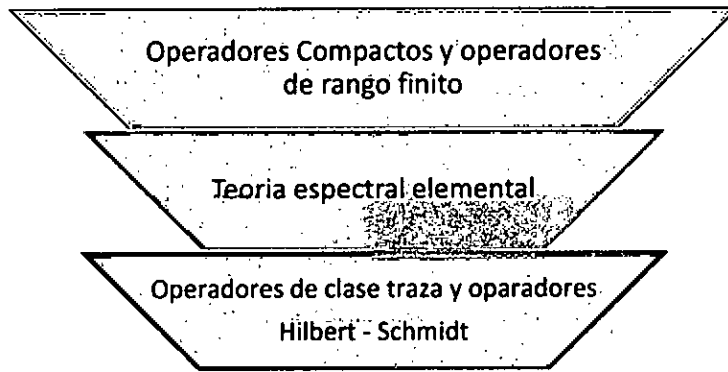 Operadores Compactos y operadores
de rango finito
Teoria espectral elemental
Operadores de clase traza y oparadores
Hilbert - Schmidt